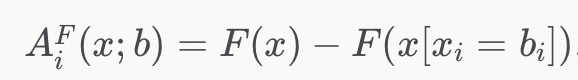 A_i^F(x; b) = F(x) − F(x[x_i = b_i]).